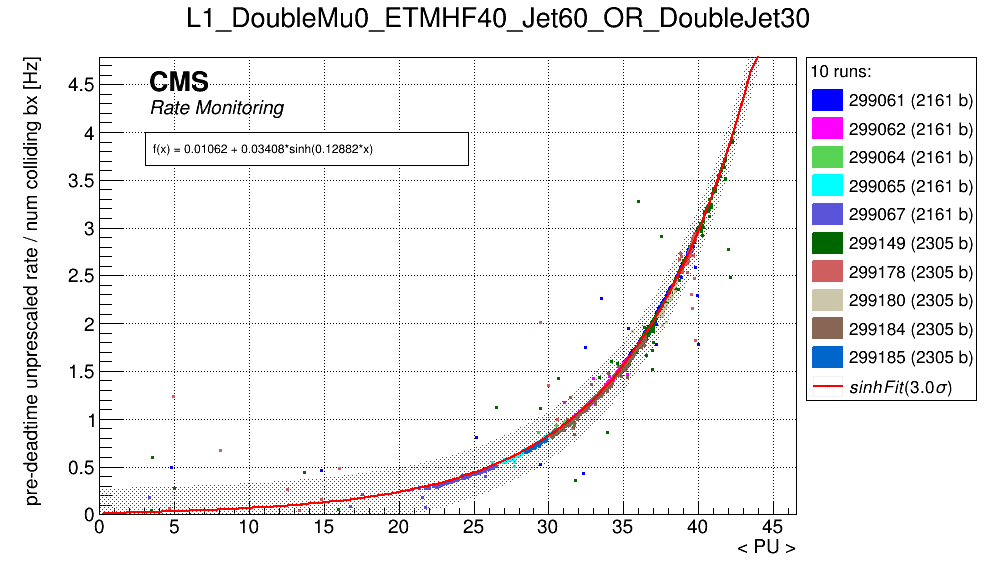 L1_DoubleMu0_ETMHF40_Jet60_OR_DoubleJet30
pre-deadtime unprescaled rate / num colliding bx [Hz]
4.5
4
3.5
3
2.5
2
1.5
1
0.5
0
CMS
Rate Monitoring
f(x) = 0.01062 + 0.03408*sinh(0.12882*x)
0 5 10 15 20 25 30 35 40 45
< PU >
10 runs:
299061 (2161 b)
299062 (2161 b)
299064 (2161 b)
299065 (2161 b)
299067 (2161 b)
299149 (2305 b)
299178 (2305 b)
299180 (2305 b)
299184 (2305 b)
299185 (2305 b)
sinhFit(3.0σ)